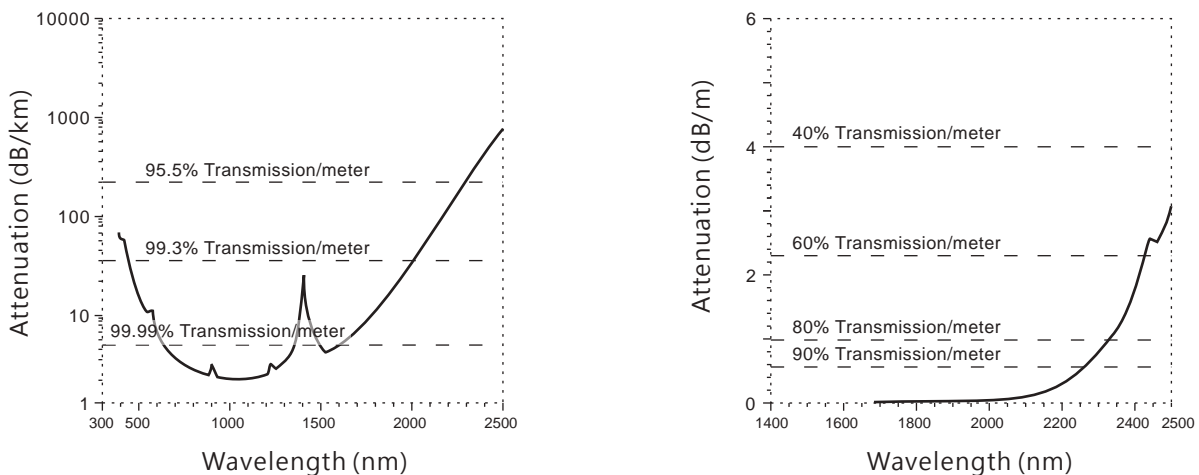 10000
1000
100
10
1
Attenuation (dB/km)
95.5% Transmission/meter
99.3% Transmission/meter
99.99% Transmission/meter
300 500 1000 1500 2000 2500
Wavelength (nm)
6
4
2
0
Attenuation (dB/m)
40% Transmission/meter
60% Transmission/meter
80% Transmission/meter
90% Transmission/meter
1400 1600 1800 2000 2200 2400 2500
Wavelength (nm)